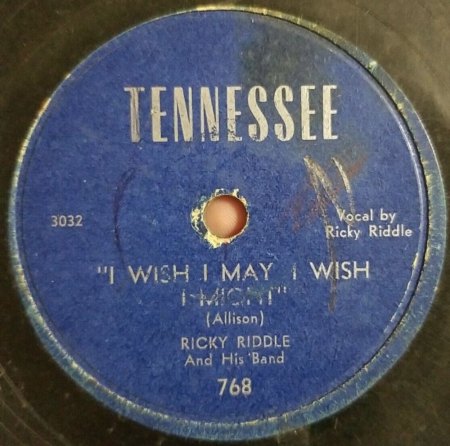 TENNESSEE
3032
Vocal by
Ricky Riddle
"I WISH I MAY I WISH
I MIGHT"
(Allison)
RICKY RIDDLE
And His Band
768